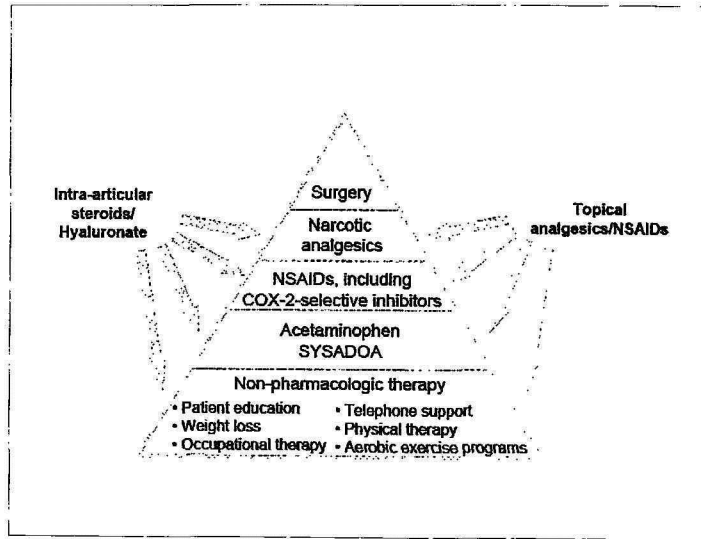 Surgery
Intra-articular
steroids/
Hyaluronate
Narcotic
analgesics
Topical
analgesics/NSAIDs
NSAIDs, including
COX-2-selective inhibitors
Acetaminophen
SYSADOA
Non-pharmacologic therapy
• Patient education
• Weight loss
• Occupational therapy
• Telephone support
• Physical therapy
• Aerobic exercise programs